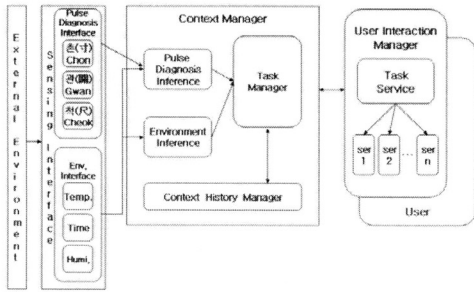 External Environment
Sensing Interface
Pulse
Diagnosis
Interface
촌(寸)
Chon
관(關)
Gwan
척(尺)
Cheok
Env.
Interface
Temp.
Time
Humi.
Context Manager
Pulse
Diagnosis
Inference
Environment
Inference
Task
Manager
Context History Manager
User Interaction
Manager
Task
Service
ser
1
ser
2
...
ser
n
User